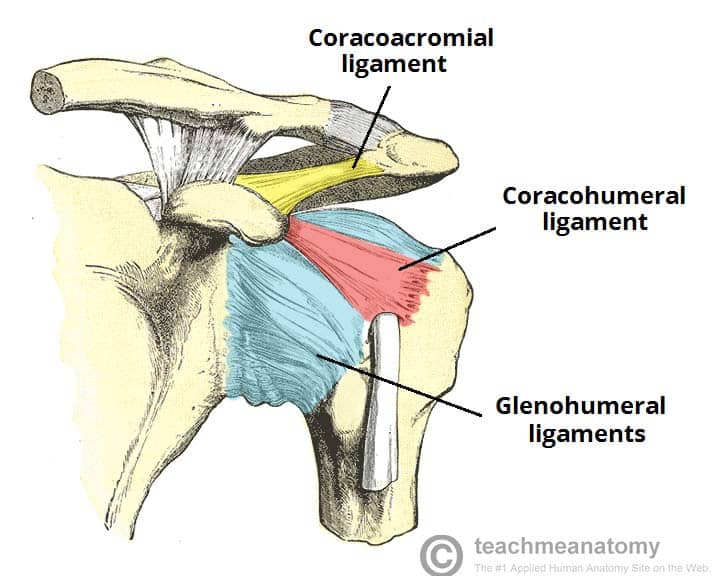 Coracoacromial
ligament
Coracohumeral
ligament
Glenohumeral
ligaments
© teachmeanatomy
The #1 Applied Human Anatomy Site on the Web.